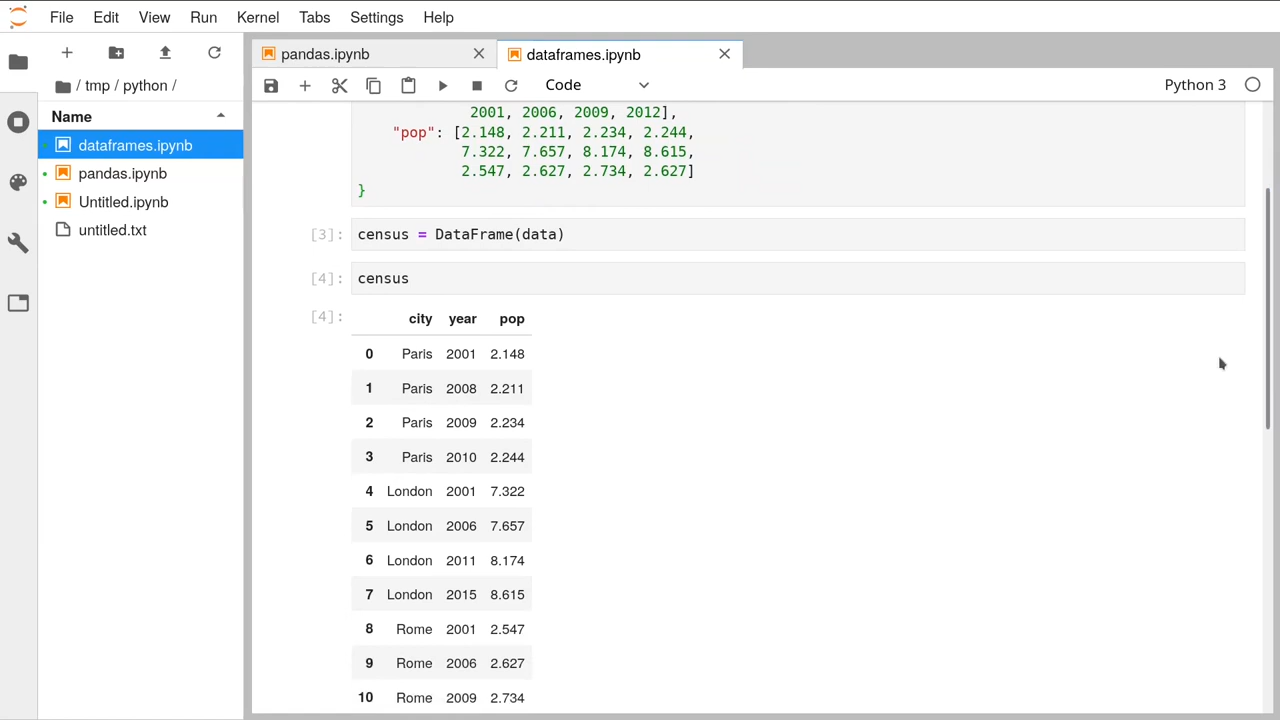 File Edit View Run Kernel Tabs Settings Help
pandas.ipynb
dataframes.ipynb
/ tmp / python /
Code
Python 3
Name
dataframes.ipynb
pandas.ipynb
Untitled.ipynb
untitled.txt
2001, 2006, 2009, 2012],
"pop": [2.148, 2.211, 2.234, 2.244,
7.322, 7.657, 8.174, 8.615,
2.547, 2.627, 2.734, 2.627]
}
[3]: census = DataFrame(data)
[4]: census
[4]: city year pop
0 Paris 2001 2.148
1 Paris 2008 2.211
2 Paris 2009 2.234
3 Paris 2010 2.244
4 London 2001 7.322
5 London 2006 7.657
6 London 2011 8.174
7 London 2015 8.615
8 Rome 2001 2.547
9 Rome 2006 2.627
10 Rome 2009 2.734